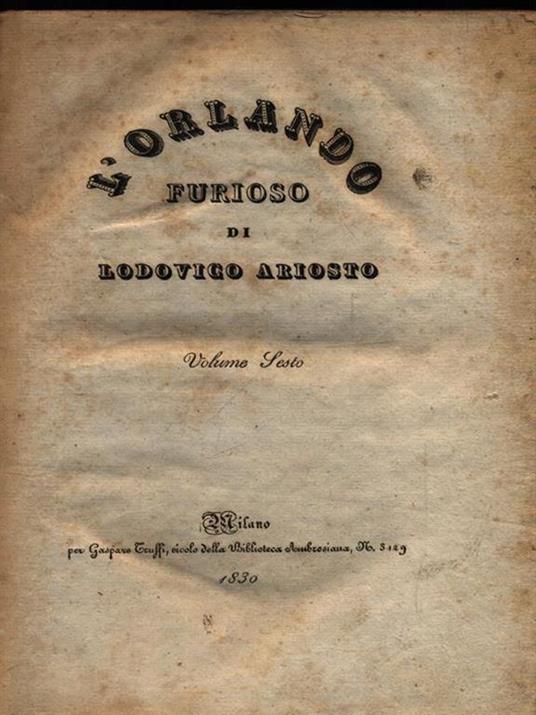 L'ORLANDO
FURIOSO
DI
LODOVICO ARIOSTO
Volume Sesto
Milano
per Gaspare Truffi, vicolo della Biblioteca Ambrosiana, N. 3129
1830